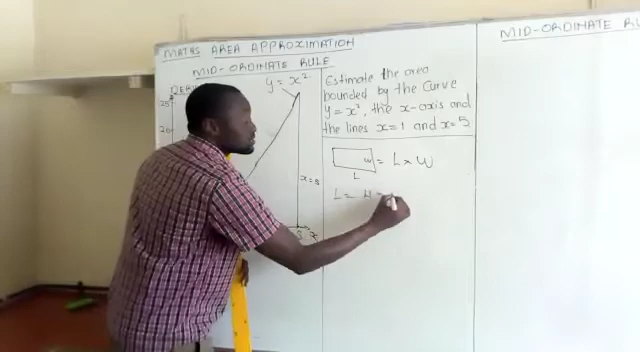 MATHS AREA APPROXIMATION
MID-ORDINATE RULE
y = x²
25
20
x = 5
5 x
Estimate the area
bounded by the curve
y = x², the x-axis and
the lines x = 1 and x = 5
w = L × W
L
L = H =
MID-ORDINATE